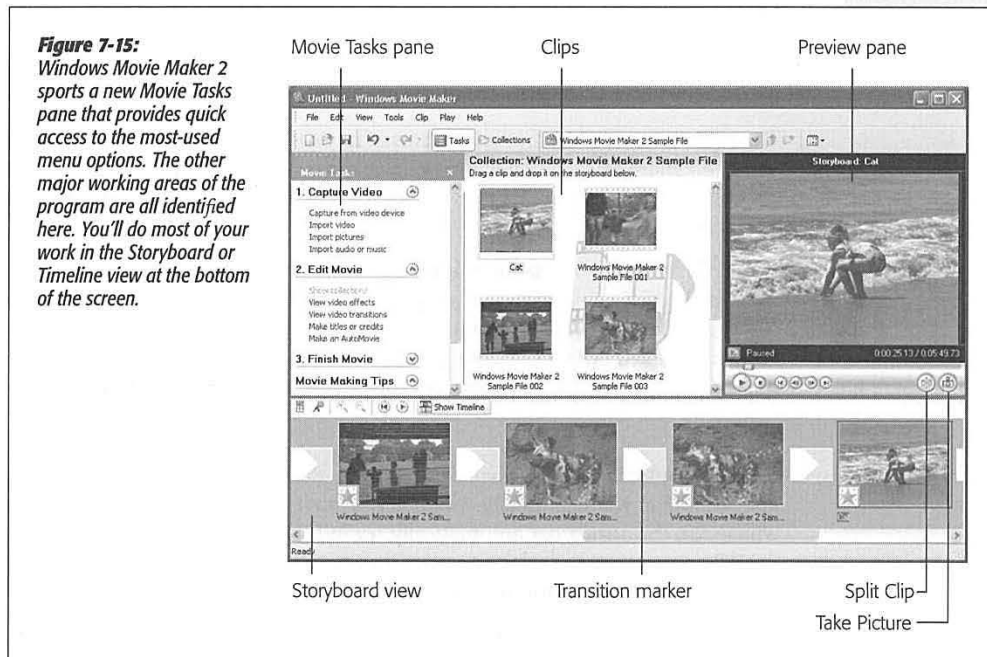 Figure 7-15:
Windows Movie Maker 2
sports a new Movie Tasks
pane that provides quick
access to the most-used
menu options. The other
major working areas of the
program are all identified
here. You'll do most of your
work in the Storyboard or
Timeline view at the bottom
of the screen.
Movie Tasks pane
Clips
Preview pane
Untitled - Windows Movie Maker
File Edit View Tools Clip Play Help
Tasks Collections Windows Movie Maker 2 Sample File
Movie Tasks
1. Capture Video
Capture from video device
Import video
Import pictures
Import audio or music
2. Edit Movie
Show collections
View video effects
View video transitions
Make titles or credits
Make an AutoMovie
3. Finish Movie
Movie Making Tips
Collection: Windows Movie Maker 2 Sample File
Drag a clip and drop it on the storyboard below.
Cat
Windows Movie Maker 2
Sample File 001
Windows Movie Maker 2
Sample File 002
Windows Movie Maker 2
Sample File 003
Storyboard: Cat
Paused
0:00:25.13 / 0:05:49.73
Show Timeline
Windows Movie Maker 2 Sam...
Windows Movie Maker 2 Sam...
Windows Movie Maker 2 Sam...
Ready
Storyboard view
Transition marker
Split Clip
Take Picture